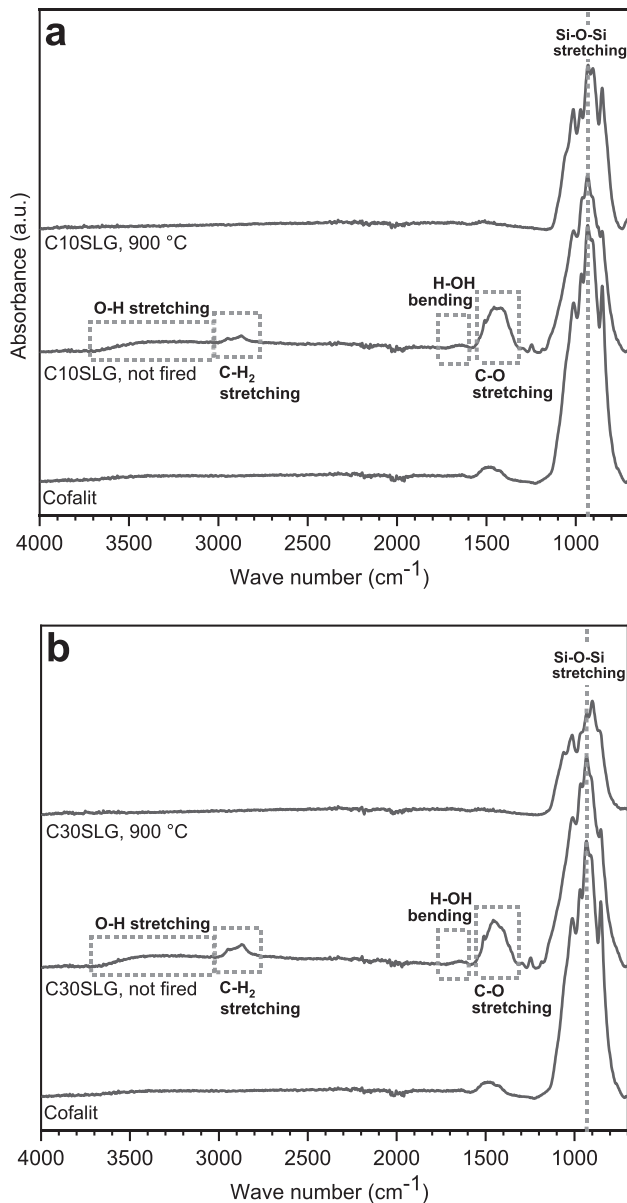 a
Si-O-Si
stretching
Absorbance (a.u.)
C10SLG, 900 °C
O-H stretching
H-OH
bending
C10SLG, not fired
C-H₂
stretching
C-O
stretching
Cofalit
4000 3500 3000 2500 2000 1500 1000
Wave number (cm⁻¹)
b
Si-O-Si
stretching
C30SLG, 900 °C
O-H stretching
H-OH
bending
C30SLG, not fired
C-H₂
stretching
C-O
stretching
Cofalit
4000 3500 3000 2500 2000 1500 1000
Wave number (cm⁻¹)